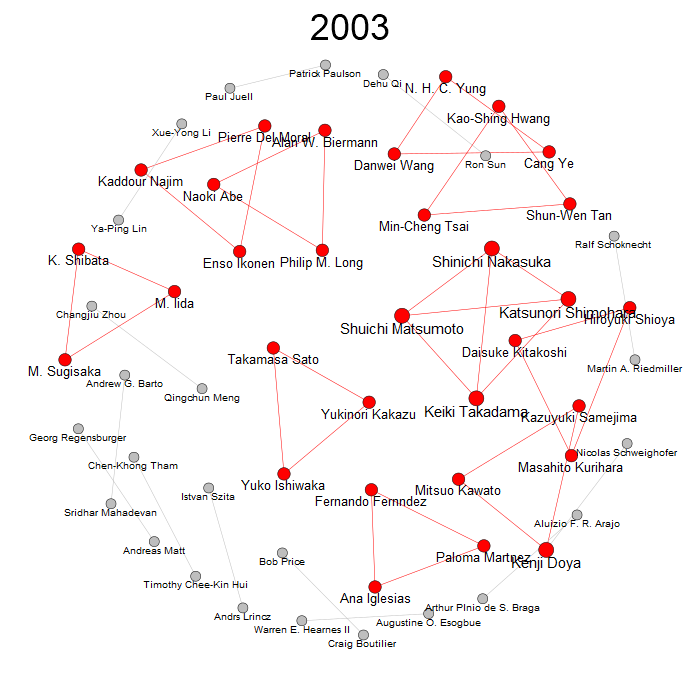 2003
Patrick Paulson
Dehu Qi
Paul Juell
N. H. C. Yung
Kao-Shing Hwang
Xue-Yong Li
Pierre Del Moral
Alan W. Biermann
Danwei Wang
Ron Sun
Cang Ye
Kaddour Najim
Naoki Abe
Ya-Ping Lin
Min-Cheng Tsai
Shun-Wen Tan
K. Shibata
Enso Ikonen
Philip M. Long
Shinichi Nakasuka
Ralf Schoknecht
M. Iida
Changjiu Zhou
Katsunori Shimohara
Hiroyuki Shioya
Shuichi Matsumoto
Takamasa Sato
Daisuke Kitakoshi
M. Sugisaka
Martin A. Riedmiller
Andrew G. Barto
Qingchun Meng
Yukinori Kakazu
Keiki Takadama
Kazuyuki Samejima
Georg Regensburger
Chen-Khong Tham
Nicolas Schweighofer
Masahito Kurihara
Yuko Ishiwaka
Mitsuo Kawato
Istvan Szita
Fernando Fernndez
Sridhar Mahadevan
Aluizio F. R. Arajo
Andreas Matt
Paloma Martnez
Bob Price
Kenji Doya
Timothy Chee-Kin Hui
Ana Iglesias
Arthur PInio de S. Braga
Andrs Lrincz
Augustine O. Esogbue
Warren E. Hearnes II
Craig Boutilier